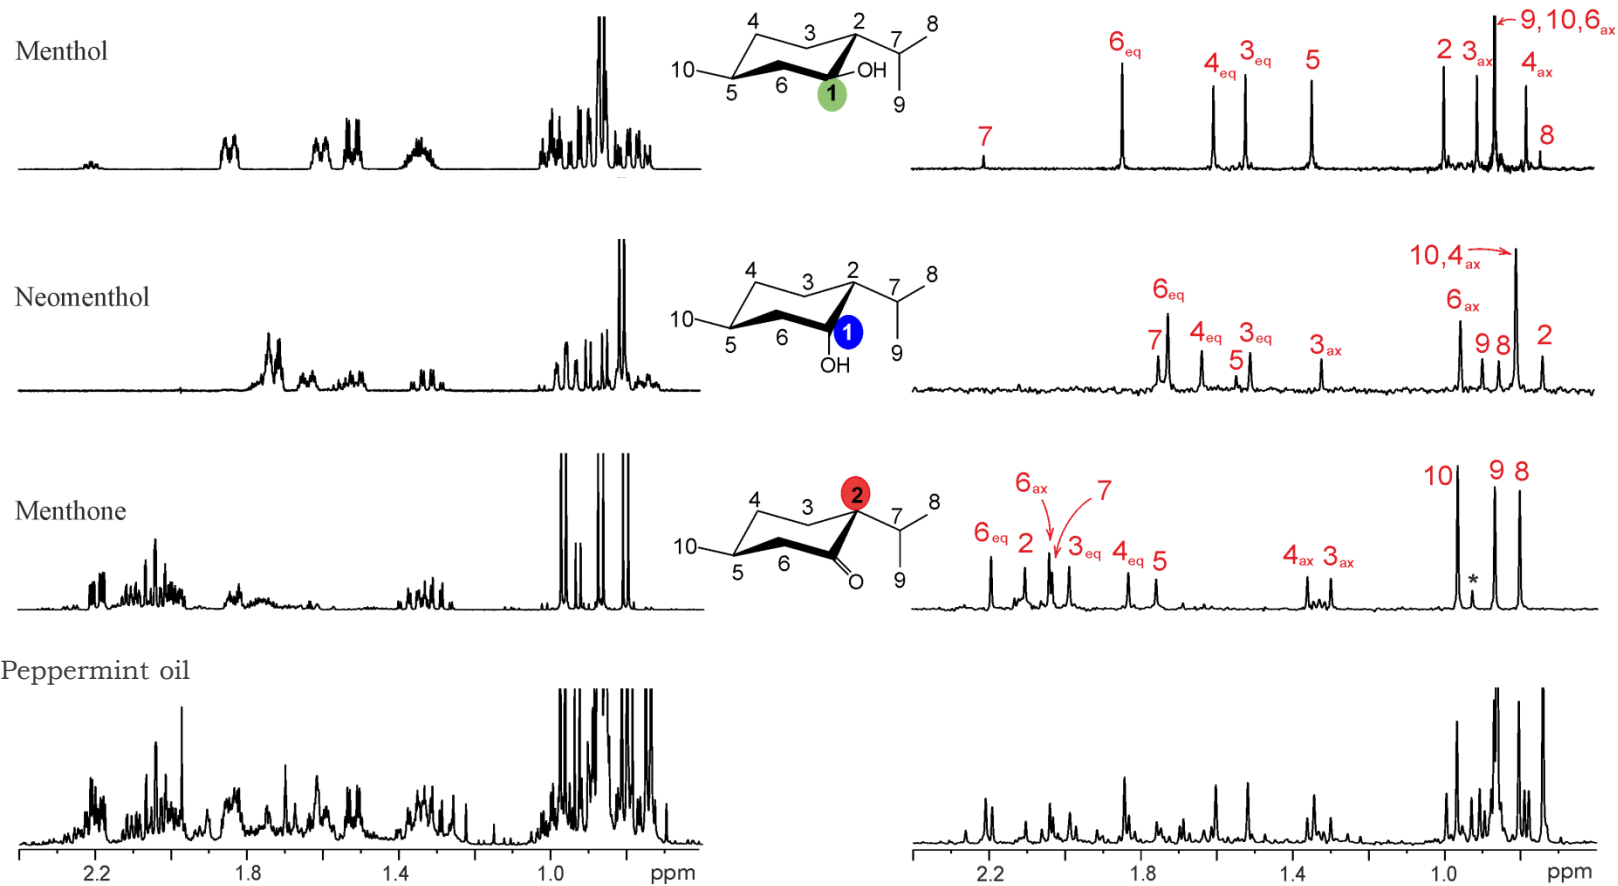 Menthol
4
3
2
7
8
9
10
5
6
1
OH
7
6eq
4eq
3eq
5
2
3ax
9,10,6ax
4ax
8
Neomenthol
4
3
2
7
8
9
10
5
6
1
OH
7
6eq
4eq
5
3eq
3ax
6ax
9
8
10,4ax
2
Menthone
4
3
2
7
8
9
10
5
6
O
6eq
2
6ax
7
3eq
4eq
5
4ax
3ax
10
*
9
8
Peppermint oil
2.2 1.8 1.4 1.0 ppm
2.2 1.8 1.4 1.0 ppm